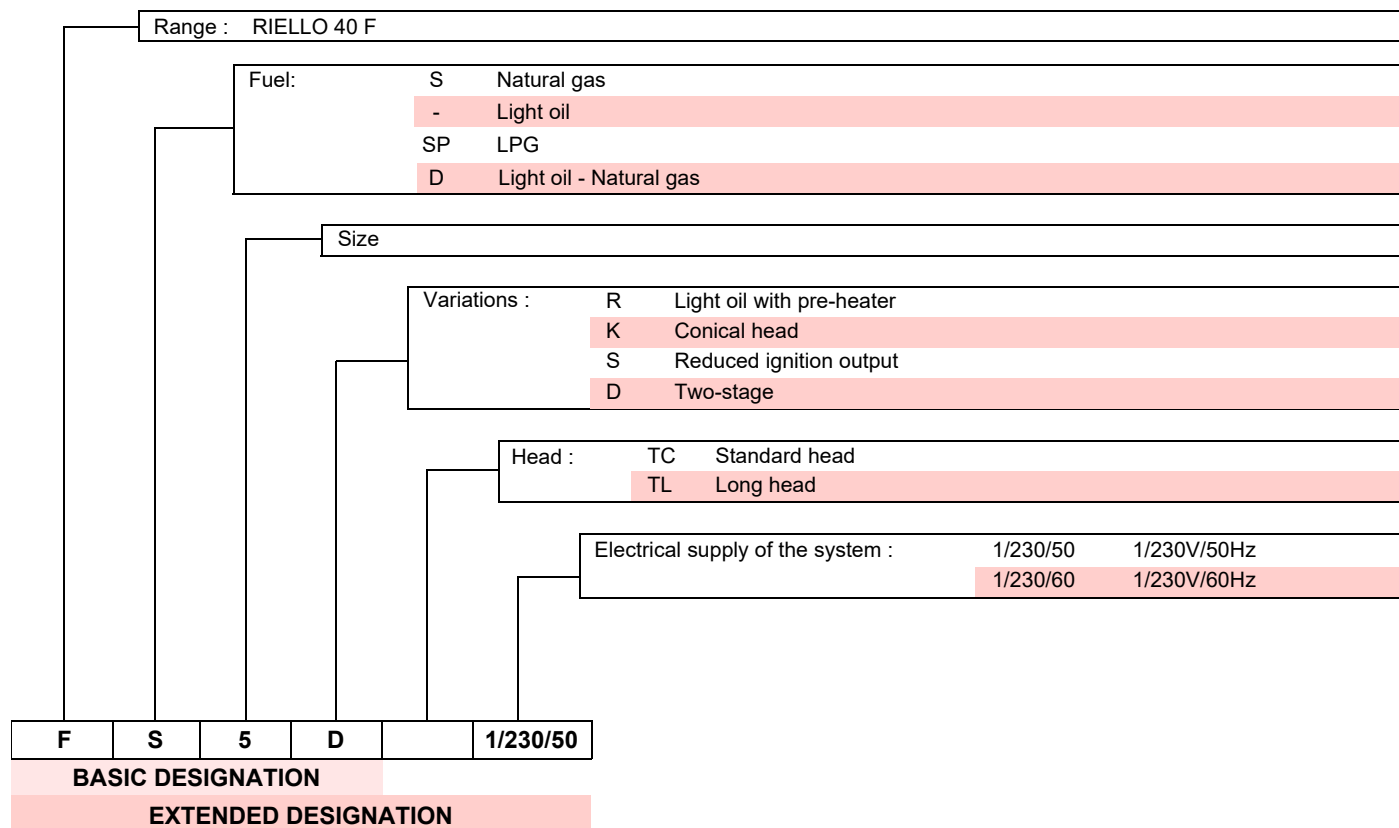 Range : RIELLO 40 F
Fuel: S Natural gas
- Light oil
SP LPG
D Light oil - Natural gas
Size
Variations : R Light oil with pre-heater
K Conical head
S Reduced ignition output
D Two-stage
Head : TC Standard head
TL Long head
Electrical supply of the system : 1/230/50 1/230V/50Hz
1/230/60 1/230V/60Hz
F S 5 D 1/230/50
BASIC DESIGNATION
EXTENDED DESIGNATION